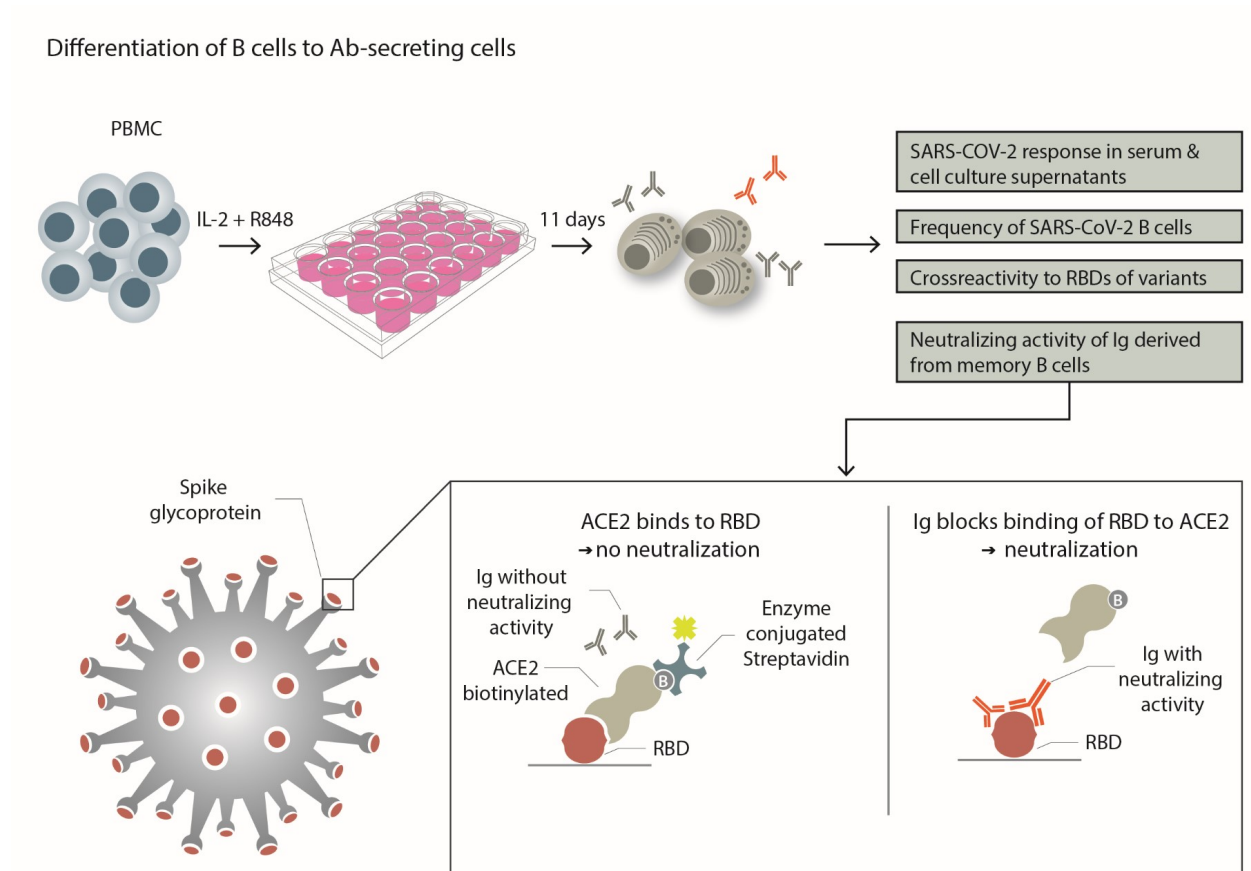 Differentiation of B cells to Ab-secreting cells
PBMC
IL-2 + R848
11 days
SARS-COV-2 response in serum &
cell culture supernatants
Frequency of SARS-CoV-2 B cells
Crossreactivity to RBDs of variants
Neutralizing activity of Ig derived
from memory B cells
Spike
glycoprotein
ACE2 binds to RBD
→ no neutralization
Ig without
neutralizing
activity
ACE2
biotinylated
B
Enzyme
conjugated
Streptavidin
RBD
Ig blocks binding of RBD to ACE2
→ neutralization
B
Ig with
neutralizing
activity
RBD